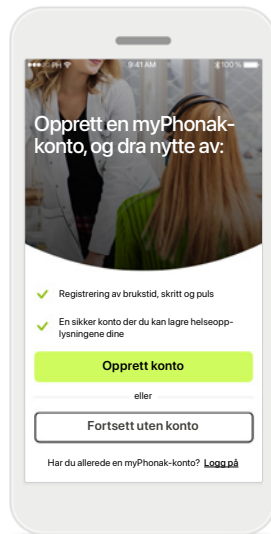 9:41 AM
100 %
Opprett en myPhonak-
konto, og dra nytte av:
Registrering av brukstid, skritt og puls
En sikker konto der du kan lagre helseopp-
lysningene dine
Opprett konto
eller
Fortsett uten konto
Har du allerede en myPhonak-konto? Logg på